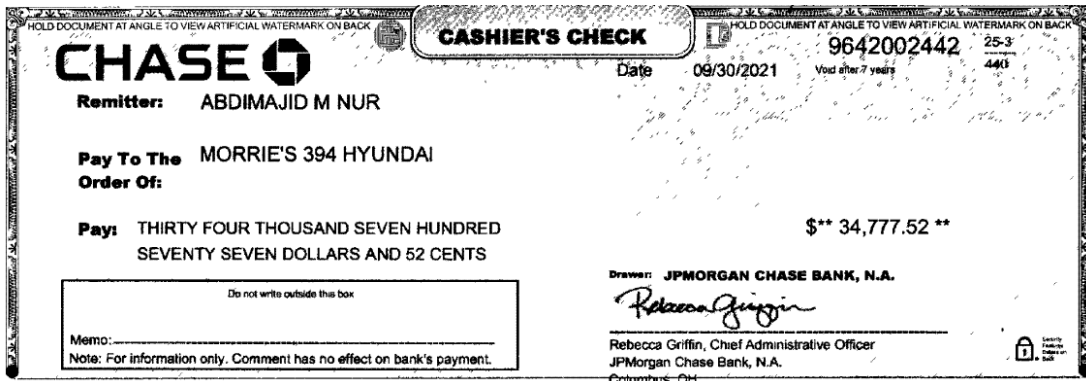 HOLD DOCUMENT AT ANGLE TO VIEW ARTIFICIAL WATERMARK ON BACK
CASHIER'S CHECK
HOLD DOCUMENT AT ANGLE TO VIEW ARTIFICIAL WATERMARK ON BACK
CHASE
9642002442 25-3
440
Date 09/30/2021 Void after 7 years
Remitter: ABDIMAJID M NUR
Pay To The MORRIE'S 394 HYUNDAI
Order Of:
Pay: THIRTY FOUR THOUSAND SEVEN HUNDRED
SEVENTY SEVEN DOLLARS AND 52 CENTS
$** 34,777.52 **
Do not write outside this box
Memo:
Note: For information only. Comment has no effect on bank's payment.
Drawer: JPMORGAN CHASE BANK, N.A.
Rebecca Griffin
Rebecca Griffin, Chief Administrative Officer
JPMorgan Chase Bank, N.A.
Columbus, OH
Security
Features
Details on
Back